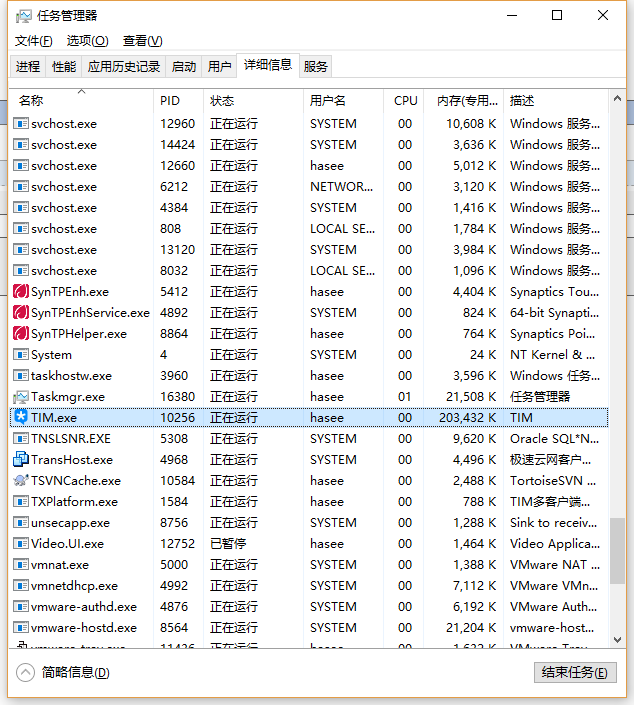 任务管理器
文件(F) 选项(O) 查看(V)
进程 性能 应用历史记录 启动 用户 详细信息 服务
名称 PID 状态 用户名 CPU 内存(专用... 描述
svchost.exe 12960 正在运行 SYSTEM 00 10,608 K Windows 服务...
svchost.exe 14424 正在运行 SYSTEM 00 3,636 K Windows 服务...
svchost.exe 12660 正在运行 hasee 00 5,012 K Windows 服务...
svchost.exe 6212 正在运行 NETWOR... 00 3,120 K Windows 服务...
svchost.exe 4384 正在运行 SYSTEM 00 1,416 K Windows 服务...
svchost.exe 808 正在运行 LOCAL SE... 00 1,784 K Windows 服务...
svchost.exe 13120 正在运行 SYSTEM 00 3,984 K Windows 服务...
svchost.exe 8032 正在运行 LOCAL SE... 00 1,096 K Windows 服务...
SynTPEnh.exe 5412 正在运行 hasee 00 4,404 K Synaptics Tou...
SynTPEnhService.exe 4892 正在运行 SYSTEM 00 824 K 64-bit Synapti...
SynTPHelper.exe 8864 正在运行 hasee 00 764 K Synaptics Poi...
System 4 正在运行 SYSTEM 00 24 K NT Kernel & ...
taskhostw.exe 3960 正在运行 hasee 00 3,596 K Windows 任务...
Taskmgr.exe 16380 正在运行 hasee 01 21,508 K 任务管理器
TIM.exe 10256 正在运行 hasee 00 203,432 K TIM
TNSLSNR.EXE 5308 正在运行 SYSTEM 00 9,620 K Oracle SQL*N...
TransHost.exe 4968 正在运行 SYSTEM 00 4,496 K 极速云网客户...
TSVNCache.exe 10584 正在运行 hasee 00 2,488 K TortoiseSVN ...
TXPlatform.exe 1584 正在运行 hasee 00 788 K TIM多客户端...
unsecapp.exe 8756 正在运行 SYSTEM 00 1,288 K Sink to receiv...
Video.UI.exe 12752 已暂停 hasee 00 1,464 K Video Applica...
vmnat.exe 5000 正在运行 SYSTEM 00 1,388 K VMware NAT ...
vmnetdhcp.exe 4992 正在运行 SYSTEM 00 7,112 K VMware VMn...
vmware-authd.exe 4876 正在运行 SYSTEM 00 6,192 K VMware Auth...
vmware-hostd.exe 8564 正在运行 SYSTEM 00 21,204 K vmware-host...
简略信息(D) 结束任务(E)